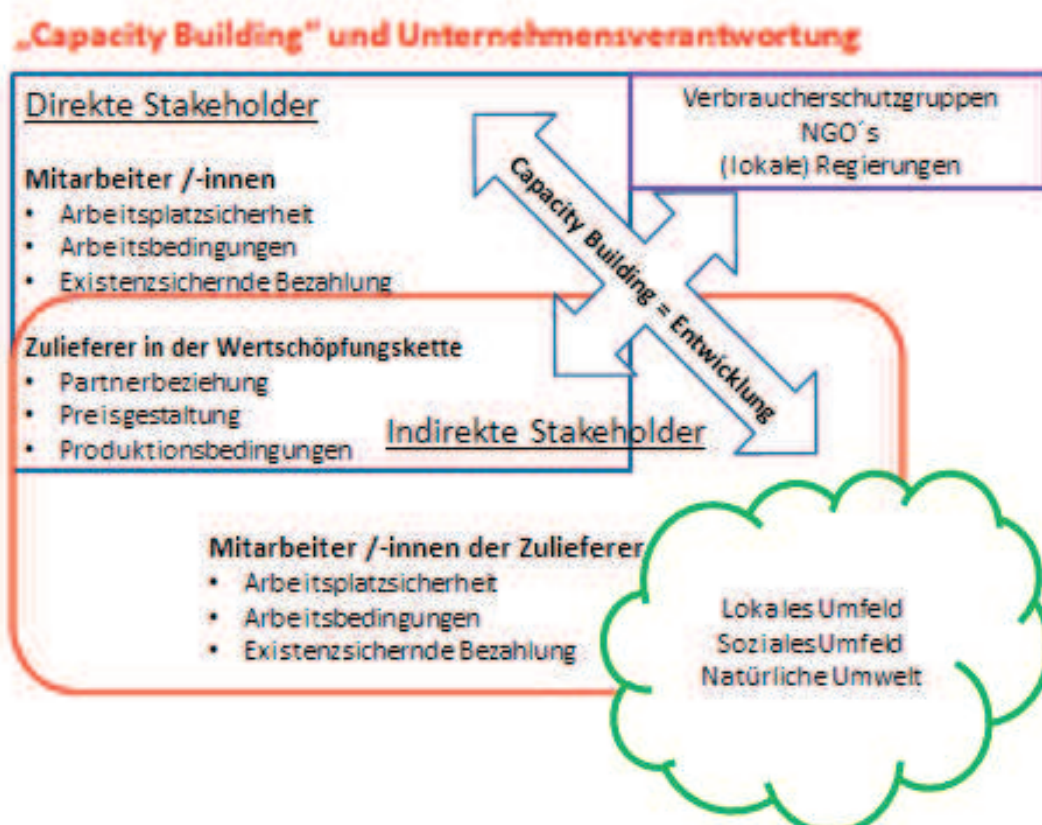 „Capacity Building" und Unternehmensverantwortung
Direkte Stakeholder
Mitarbeiter /-innen
• Arbeitsplatzsicherheit
• Arbeitsbedingungen
• Existenzsichernde Bezahlung
Verbraucherschutzgruppen
NGO´s
(lokale) Regierungen
Capacity Building = Entwicklung
Zulieferer in der Wertschöpfungskette
• Partnerbeziehung
• Preisgestaltung
• Produktionsbedingungen
Indirekte Stakeholder
Mitarbeiter /-innen der Zulieferer
• Arbeitsplatzsicherheit
• Arbeitsbedingungen
• Existenzsichernde Bezahlung
Lokales Umfeld
Soziales Umfeld
Natürliche Umwelt